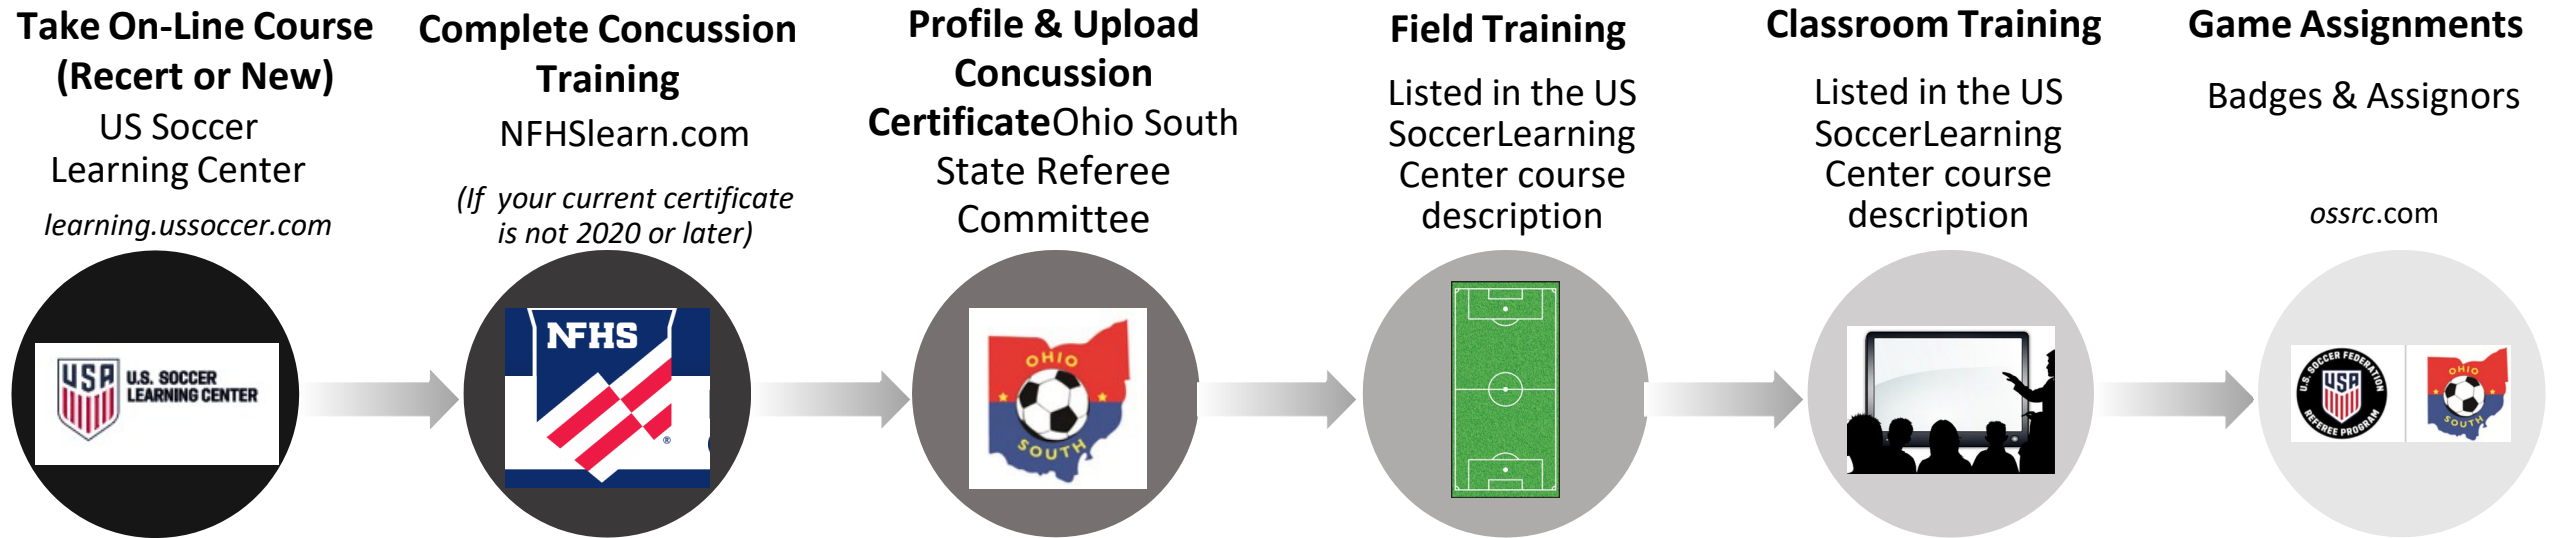 Take On-Line Course
(Recert or New)
US Soccer
Learning Center
learning.ussoccer.com
Complete Concussion
Training
NFHSlearn.com
(If your current certificate
is not 2020 or later)
Profile & Upload
Concussion
CertificateOhio South
State Referee
Committee
Field Training
Listed in the US
SoccerLearning
Center course
description
Classroom Training
Listed in the US
SoccerLearning
Center course
description
Game Assignments
Badges & Assignors
ossrc.com
USA
U.S. SOCCER
LEARNING CENTER
NFHS
®
OHIO
SOUTH
U.S. SOCCER FEDERATION
USA
REFEREE PROGRAM
OHIO
SOUTH